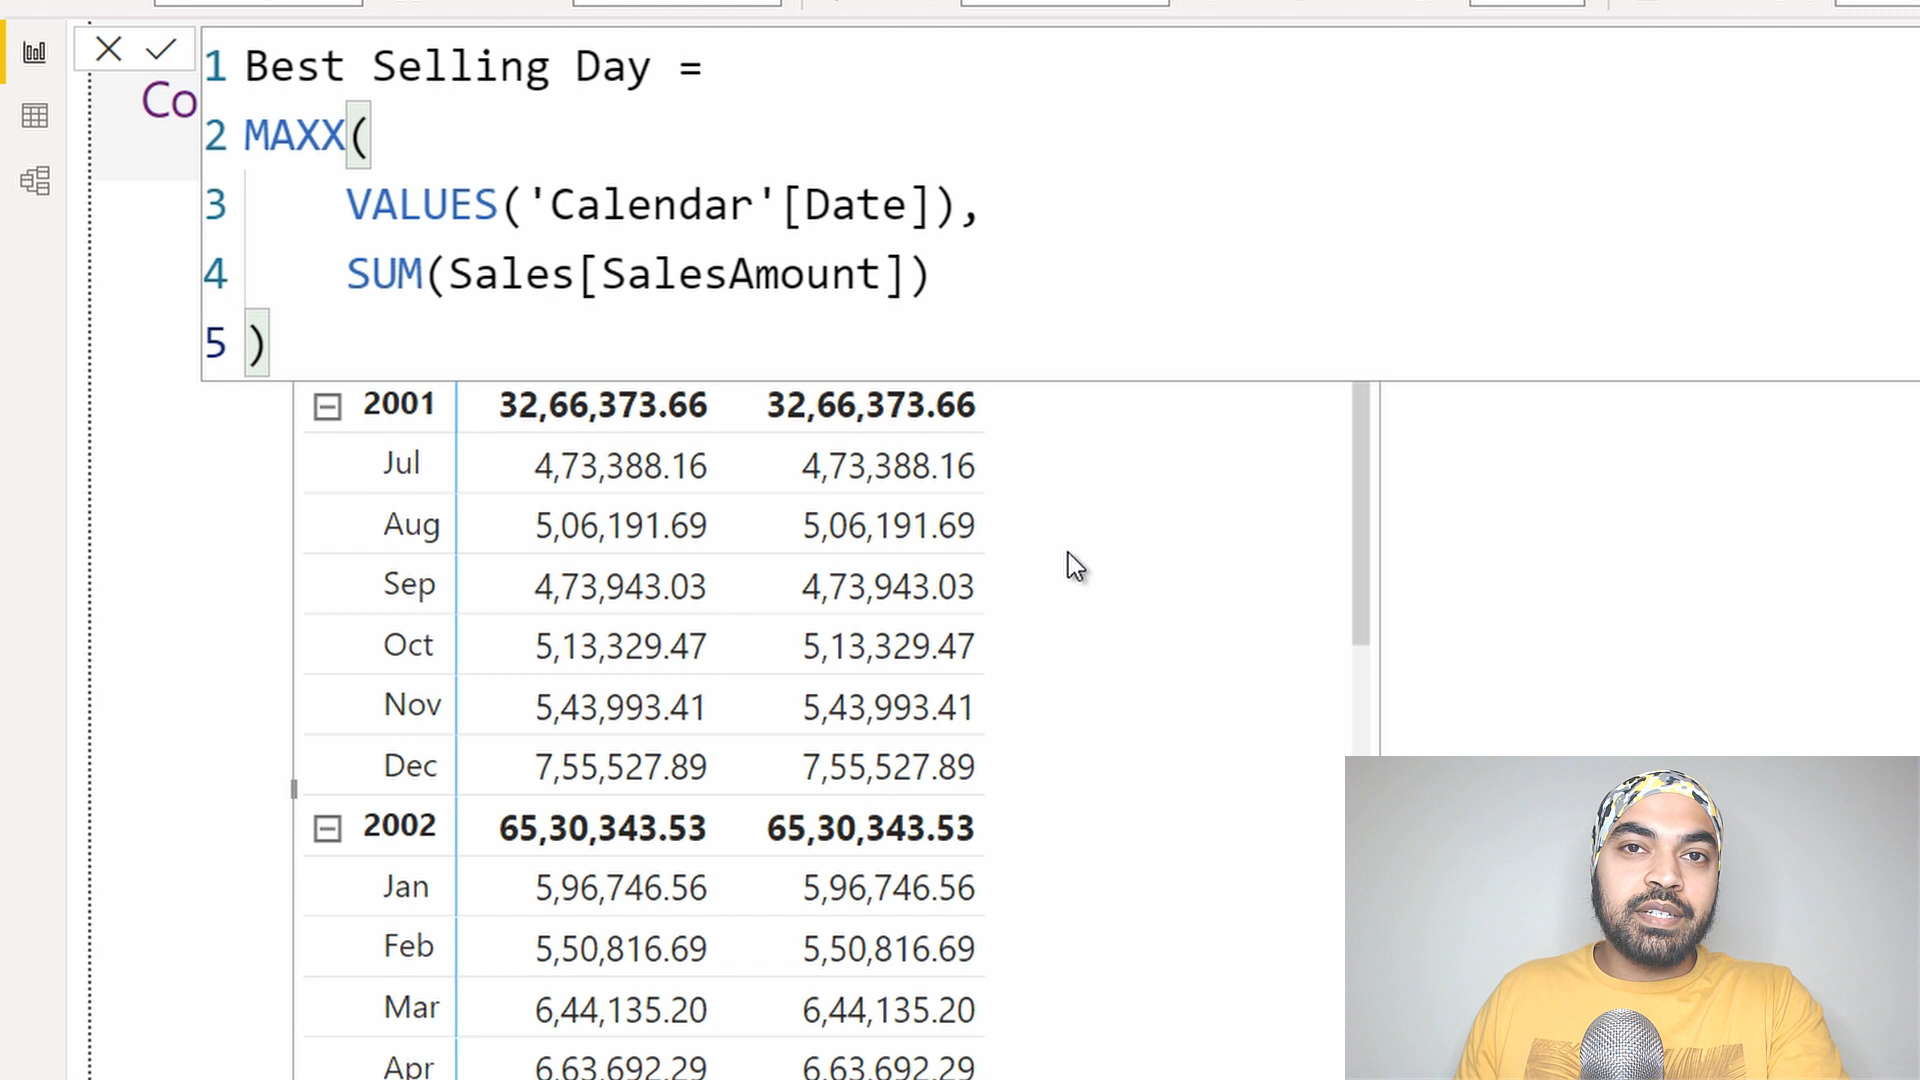 1 Best Selling Day =
Co
2 MAXX(
3 VALUES('Calendar'[Date]),
4 SUM(Sales[SalesAmount])
5 )
2001 32,66,373.66 32,66,373.66
Jul 4,73,388.16 4,73,388.16
Aug 5,06,191.69 5,06,191.69
Sep 4,73,943.03 4,73,943.03
Oct 5,13,329.47 5,13,329.47
Nov 5,43,993.41 5,43,993.41
Dec 7,55,527.89 7,55,527.89
2002 65,30,343.53 65,30,343.53
Jan 5,96,746.56 5,96,746.56
Feb 5,50,816.69 5,50,816.69
Mar 6,44,135.20 6,44,135.20
Apr 6,63,692.29 6,63,692.29